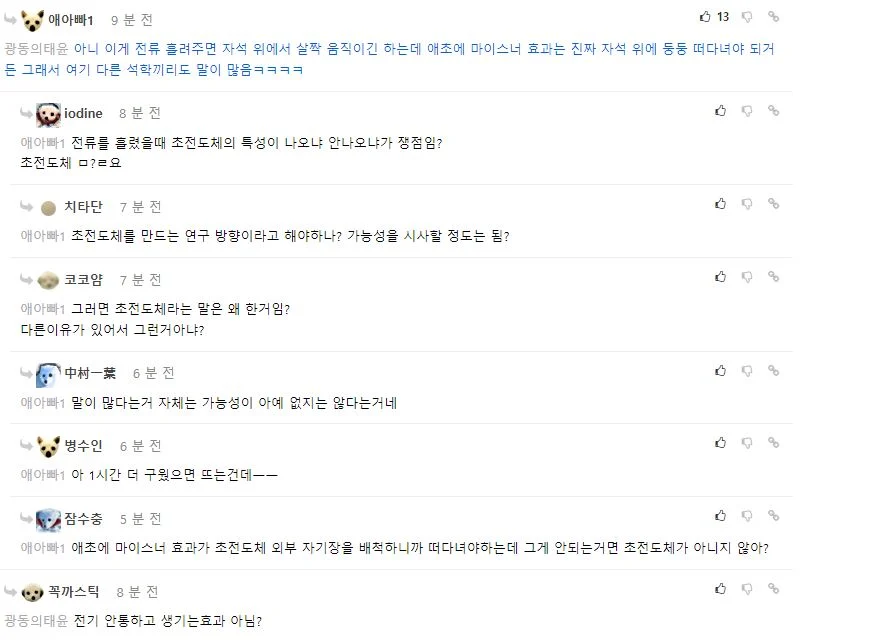 애아빠1 9 분 전 13
광동의태윤 아니 이게 전류 흘려주면 자석 위에서 살짝 움직이긴 하는데 애초에 마이스너 효과는 진짜 자석 위에 둥둥 떠다녀야 되거
든 그래서 여기 다른 석학끼리도 말이 많음ㅋㅋㅋㅋ
iodine 8 분 전
애아빠1 전류를 흘렸을때 초전도체의 특성이 나오냐 안나오냐가 쟁점임?
초전도체 ㅁ?ㄹ요
치타단 7 분 전
애아빠1 초전도체를 만드는 연구 방향이라고 해야하나? 가능성을 시사할 정도는 됨?
코코얌 7 분 전
애아빠1 그러면 초전도체라는 말은 왜 한거임?
다른이유가 있어서 그런거아냐?
中村一葉 6 분 전
애아빠1 말이 많다는거 자체는 가능성이 아예 없지는 않다는거네
병수인 6 분 전
애아빠1 아 1시간 더 구웠으면 뜨는건데ㅡㅡ
잠수충 5 분 전
애아빠1 애초에 마이스너 효과가 초전도체 외부 자기장을 배척하니까 떠다녀야하는데 그게 안되는거면 초전도체가 아니지 않아?
꼭까스틱 8 분 전
광동의태윤 전기 안통하고 생기는효과 아님?